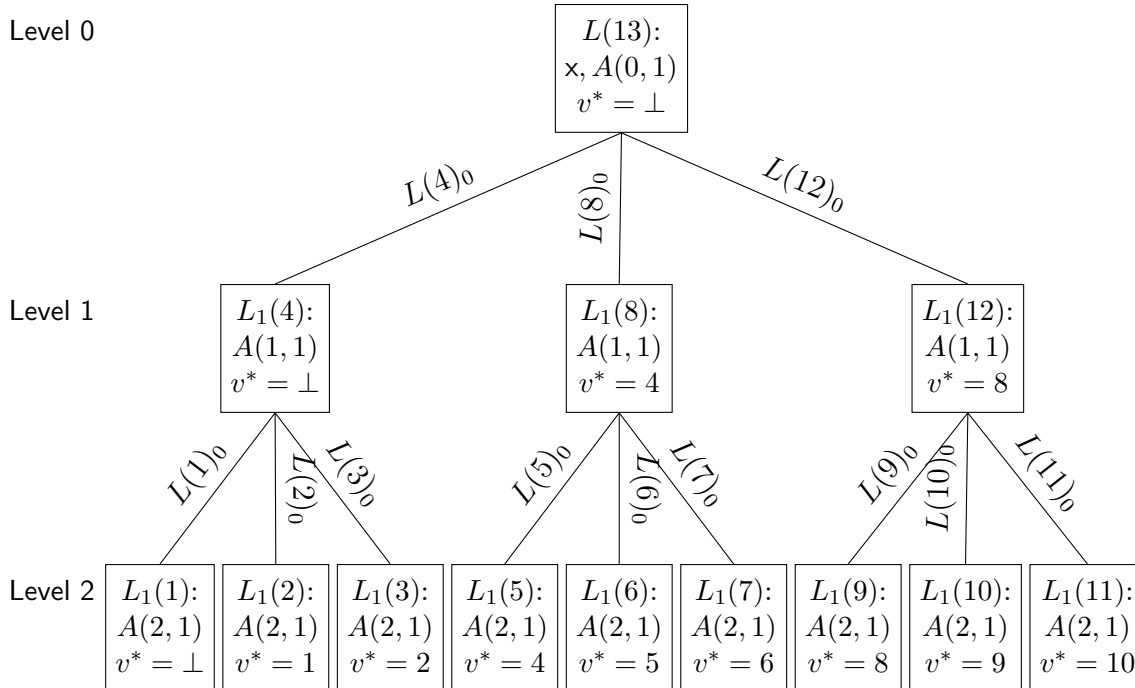 Level 0
L(13):
x, A(0, 1)
v* = ⊥
L(4)₀
L(8)₀
L(12)₀
Level 1
L₁(4):
A(1, 1)
v* = ⊥
L₁(8):
A(1, 1)
v* = 4
L₁(12):
A(1, 1)
v* = 8
L(1)₀
L(2)₀
L(3)₀
L(5)₀
L(6)₀
L(7)₀
L(9)₀
L(10)₀
L(11)₀
Level 2
L₁(1):
A(2, 1)
v* = ⊥
L₁(2):
A(2, 1)
v* = 1
L₁(3):
A(2, 1)
v* = 2
L₁(5):
A(2, 1)
v* = 4
L₁(6):
A(2, 1)
v* = 5
L₁(7):
A(2, 1)
v* = 6
L₁(9):
A(2, 1)
v* = 8
L₁(10):
A(2, 1)
v* = 9
L₁(11):
A(2, 1)
v* = 10